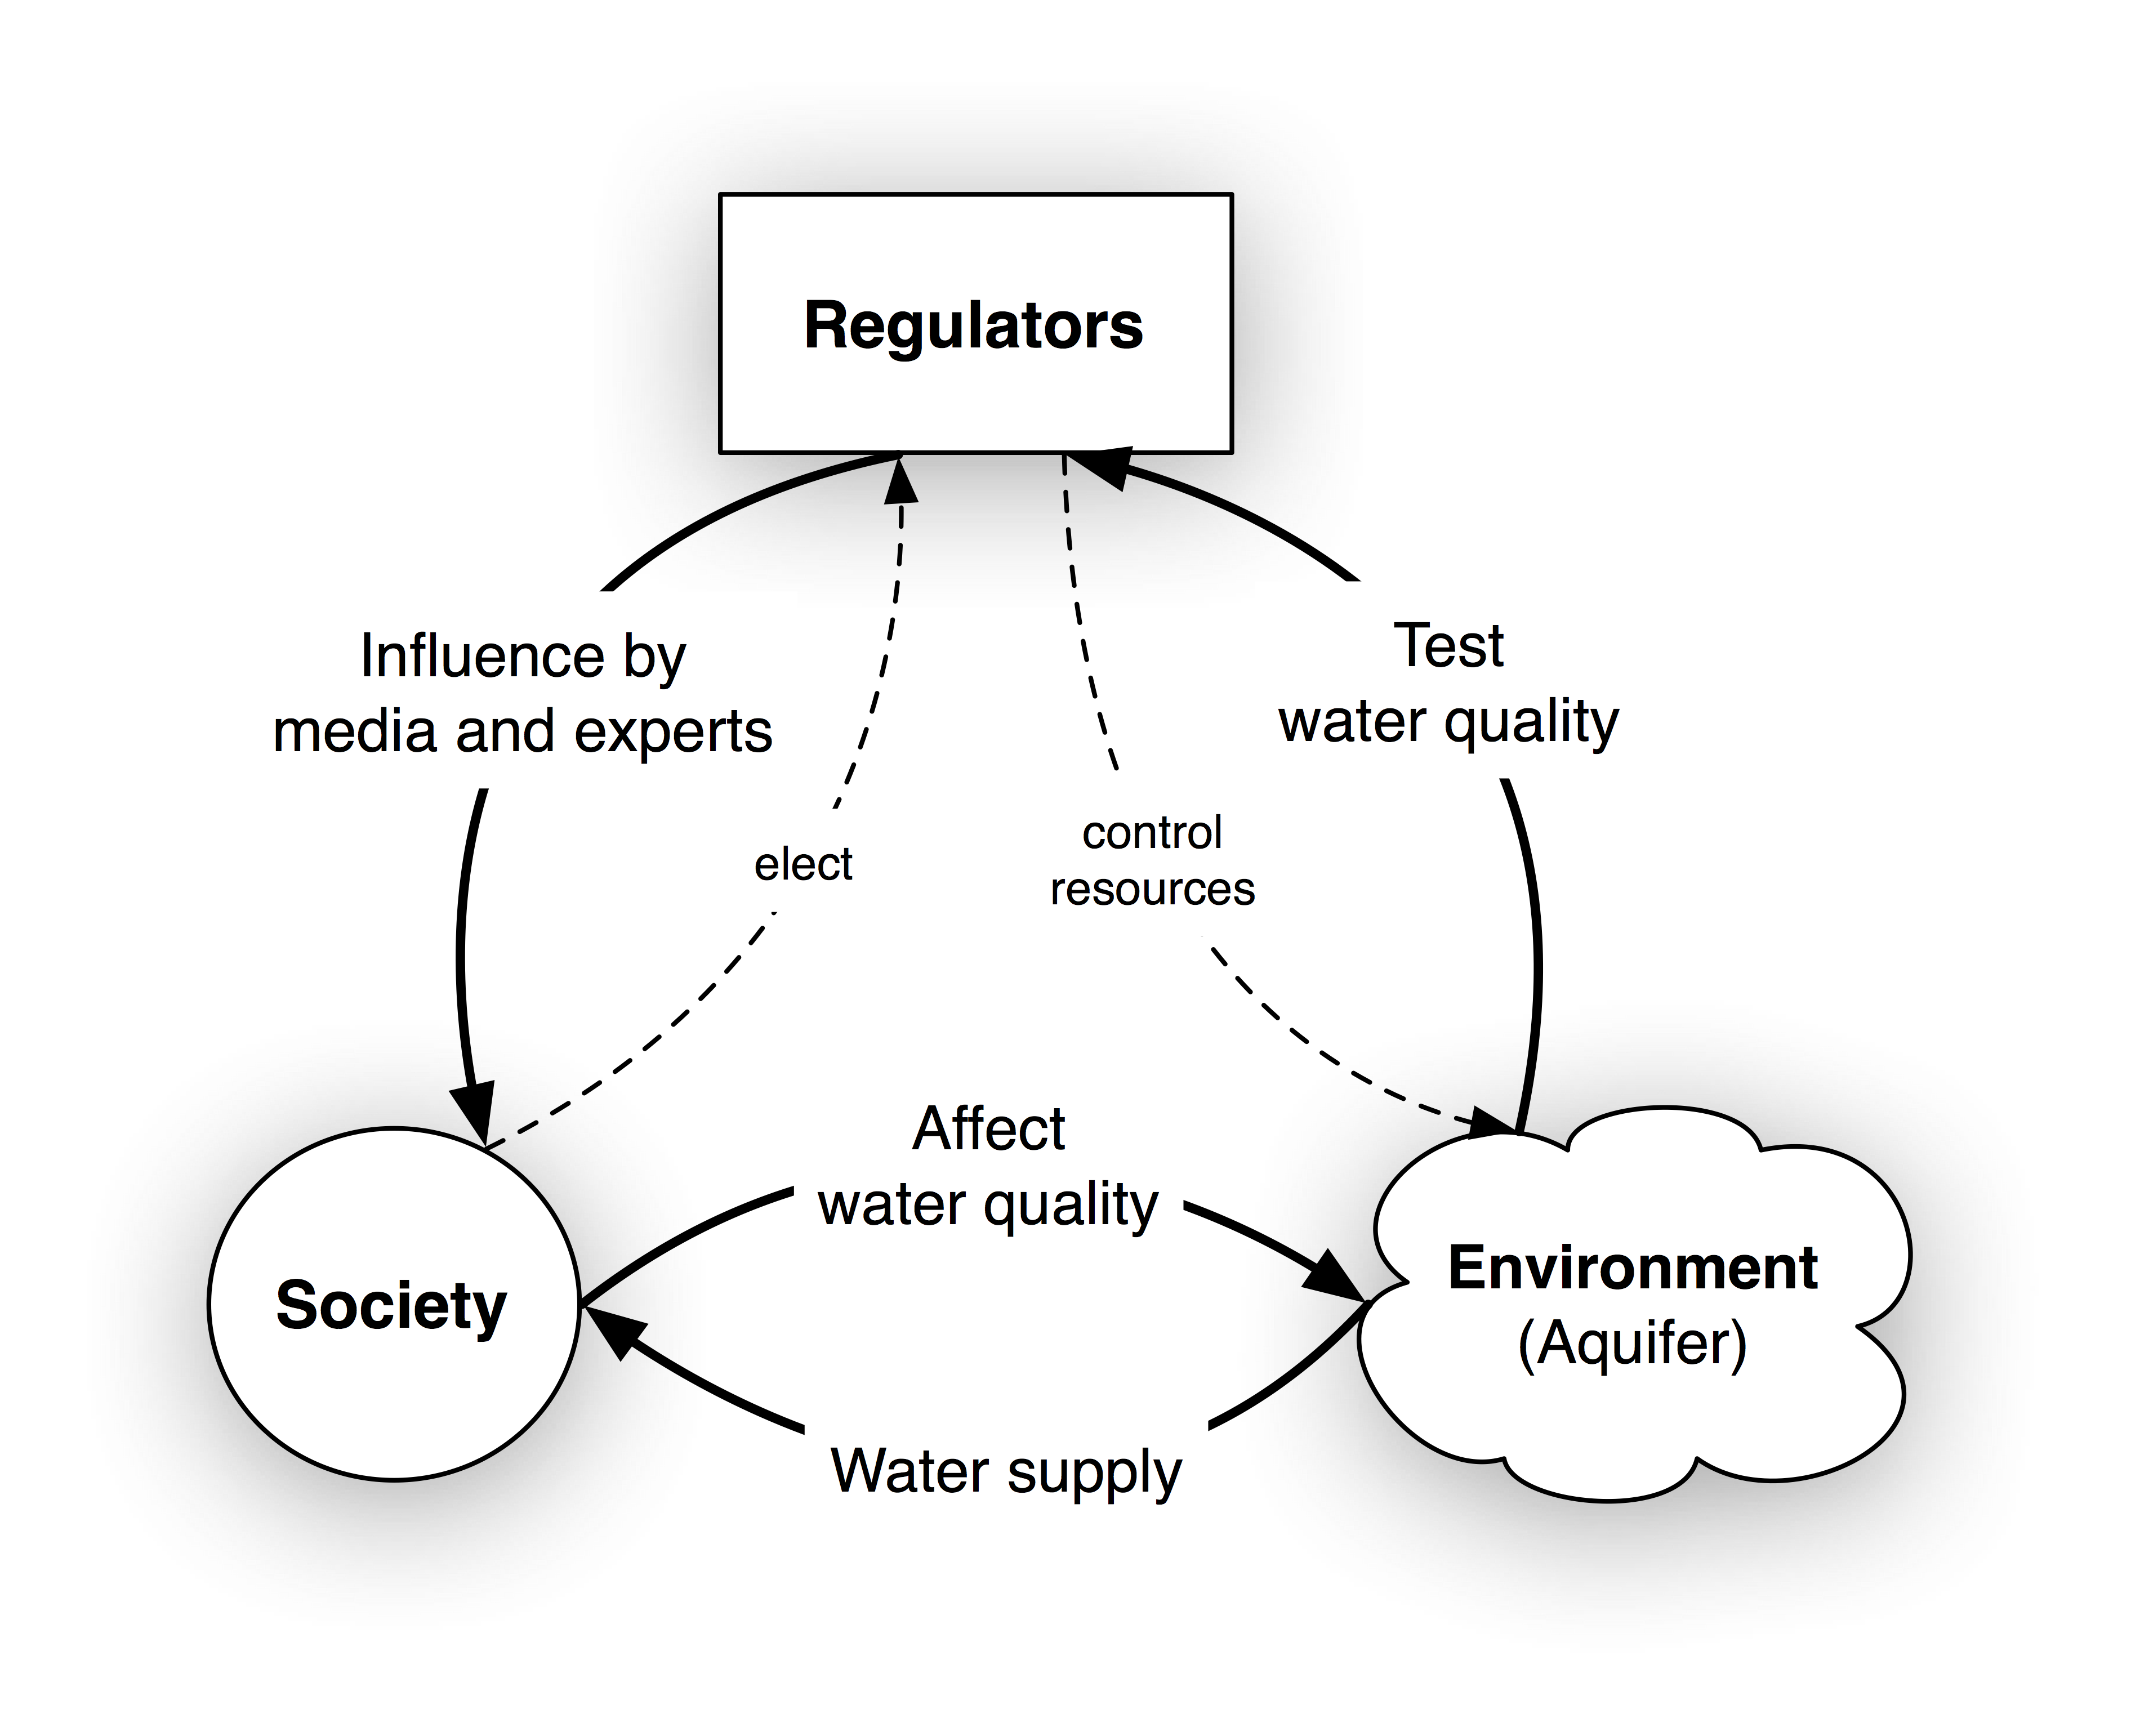 Regulators
Influence by
media and experts
Test
water quality
elect
control
resources
Affect
water quality
Society
Environment
(Aquifer)
Water supply